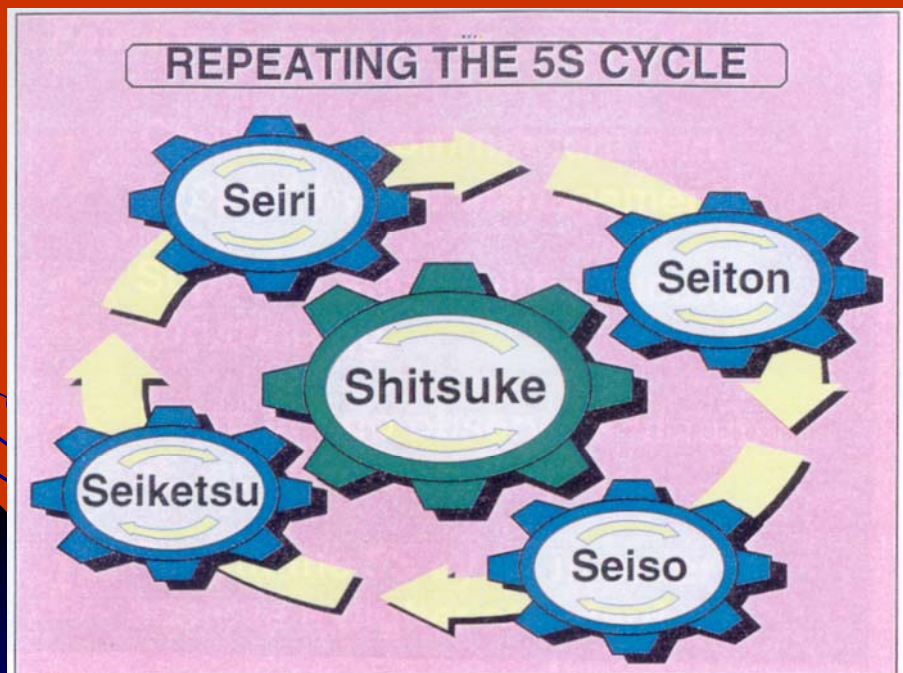 REPEATING THE 5S CYCLE
Seiri
Seiton
Shitsuke
Seiketsu
Seiso